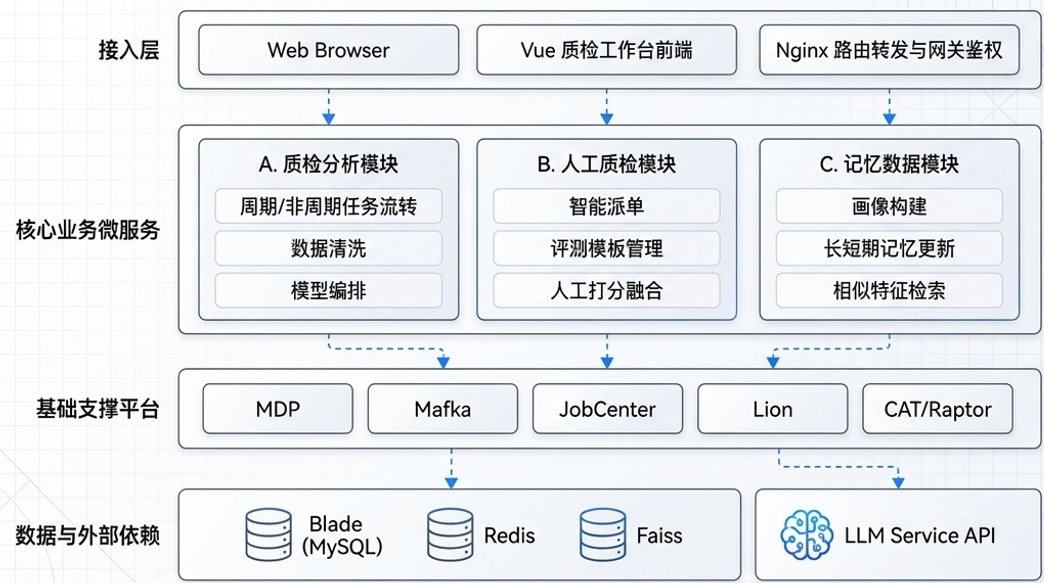 接入层
Web Browser
Vue 质检工作台前端
Nginx 路由转发与网关鉴权
核心业务微服务
A. 质检分析模块
周期/非周期任务流转
数据清洗
模型编排
B. 人工质检模块
智能派单
评测模板管理
人工打分融合
C. 记忆数据模块
画像构建
长短期记忆更新
相似特征检索
基础支撑平台
MDP
Mafka
JobCenter
Lion
CAT/Raptor
数据与外部依赖
Blade
(MySQL)
Redis
Faiss
LLM Service API